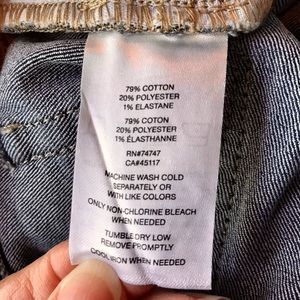 79% COTTON
20% POLYESTER
1% ELASTANE
79% COTON
20% POLYESTER
1% ÉLASTHANNE
RN#74747
CA#45117
MACHINE WASH COLD
SEPARATELY OR
WITH LIKE COLORS
ONLY NON-CHLORINE BLEACH
WHEN NEEDED
TUMBLE DRY LOW
REMOVE PROMPTLY
COOL IRON WHEN NEEDED